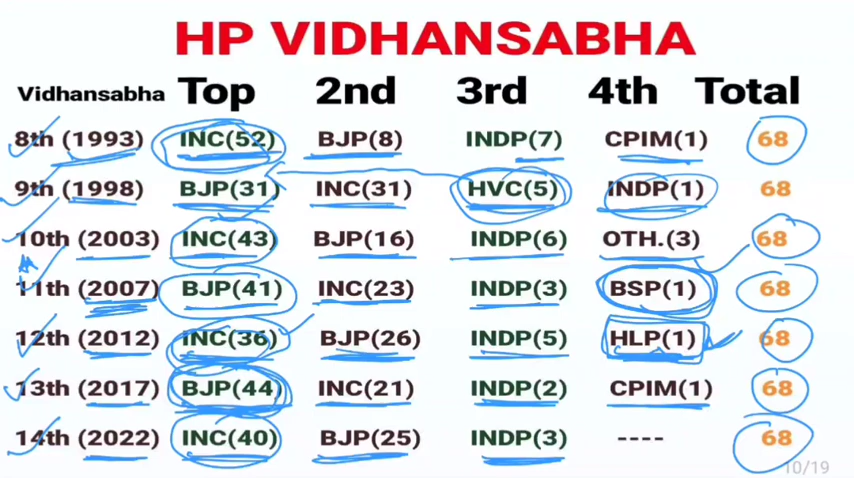 HP VIDHANSABHA
Vidhansabha Top 2nd 3rd 4th Total
8th (1993) INC(52) BJP(8) INDP(7) CPIM(1) 68
9th (1998) BJP(31) INC(31) HVC(5) INDP(1) 68
10th (2003) INC(43) BJP(16) INDP(6) OTH.(3) 68
11th (2007) BJP(41) INC(23) INDP(3) BSP(1) 68
12th (2012) INC(36) BJP(26) INDP(5) HLP(1) 68
13th (2017) BJP(44) INC(21) INDP(2) CPIM(1) 68
14th (2022) INC(40) BJP(25) INDP(3) ---- 68
10/19